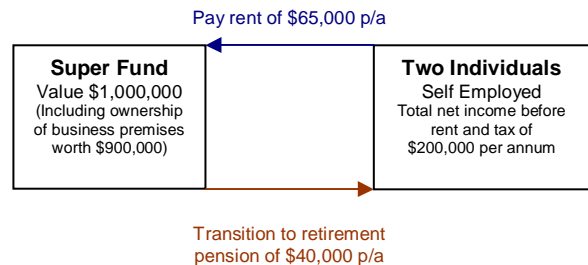 Pay rent of $65,000 p/a
Super Fund
Value $1,000,000
(Including ownership
of business premises
worth $900,000)
Two Individuals
Self Employed
Total net income before
rent and tax of
$200,000 per annum
Transition to retirement
pension of $40,000 p/a